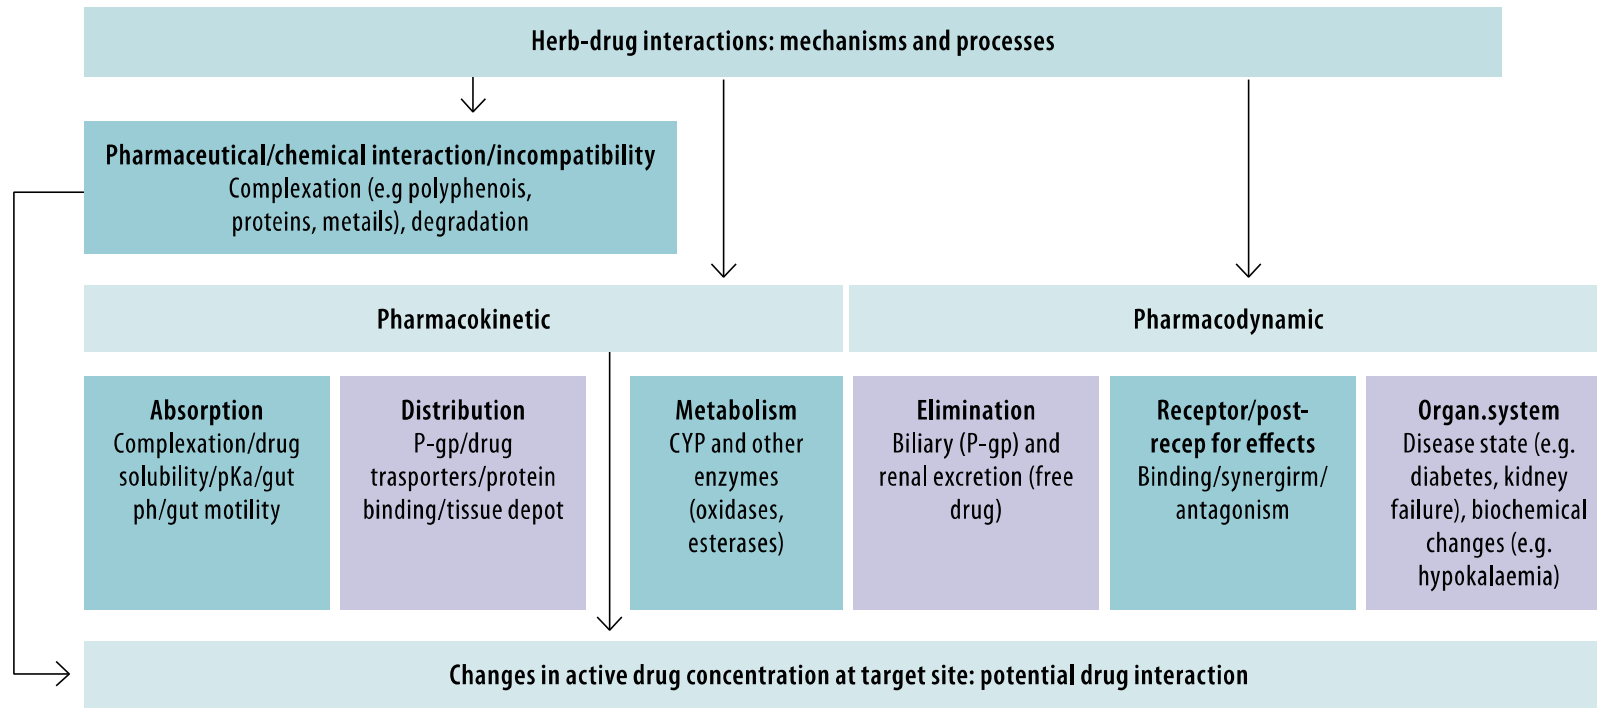 Herb-drug interactions: mechanisms and processes
Pharmaceutical/chemical interaction/incompatibility
Complexation (e.g polyphenois,
proteins, metails), degradation
Pharmacokinetic
Pharmacodynamic
Absorption
Complexation/drug
solubility/pKa/gut
ph/gut motility
Distribution
P-gp/drug
trasporters/protein
binding/tissue depot
Metabolism
CYP and other
enzymes
(oxidases,
esterases)
Elimination
Biliary (P-gp) and
renal excretion (free
drug)
Receptor/post-
recep for effects
Binding/synergirm/
antagonism
Organ.system
Disease state (e.g.
diabetes, kidney
failure), biochemical
changes (e.g.
hypokalaemia)
Changes in active drug concentration at target site: potential drug interaction